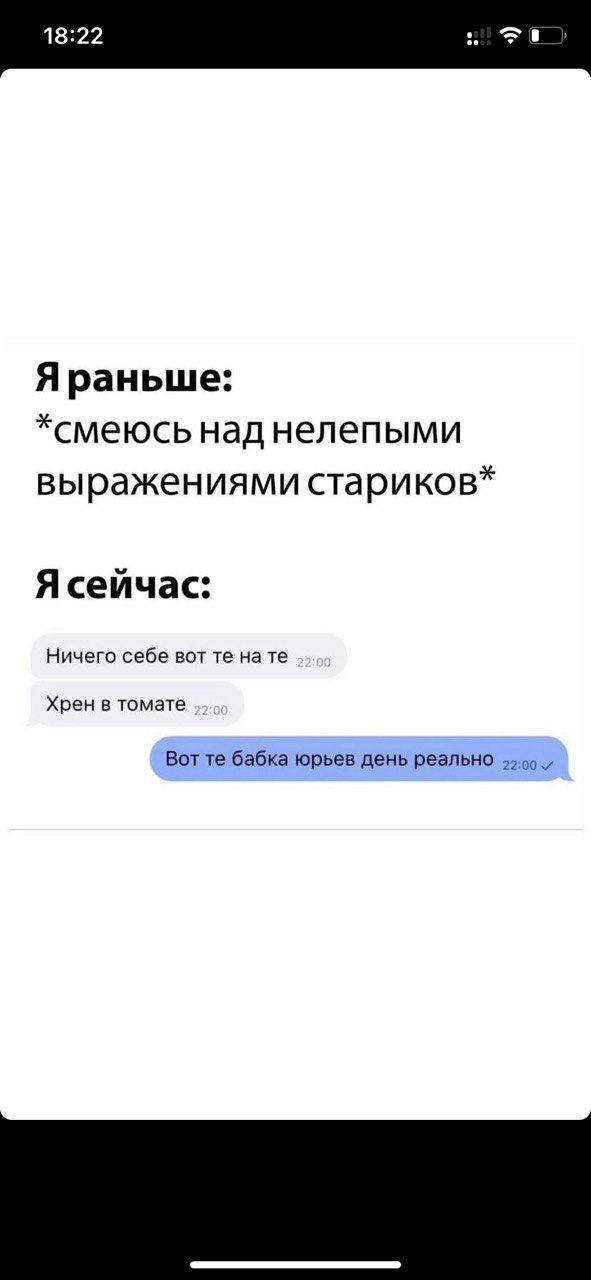 18:22
Я раньше:
*смеюсь над нелепыми
выражениями стариков*
Я сейчас:
Ничего себе вот те на те 22:00
Хрен в томате 22:00
Вот те бабка юрьев день реально 22:00